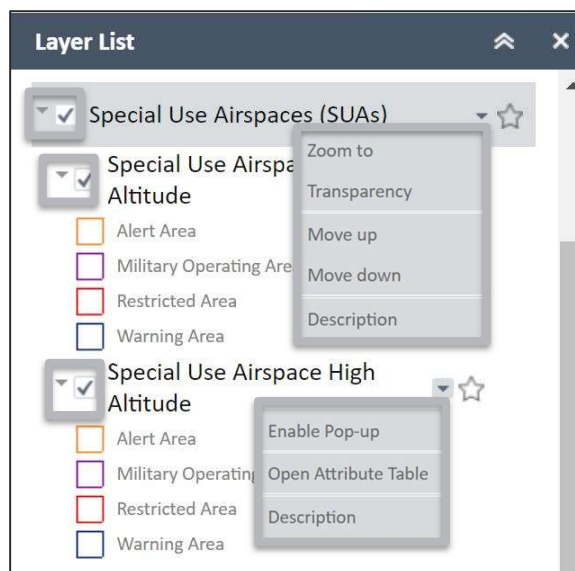 Layer List
Special Use Airspaces (SUAs)
Zoom to
Transparency
Move up
Move down
Description
Special Use Airspa
Altitude
Alert Area
Military Operating Are
Restricted Area
Warning Area
Special Use Airspace High
Altitude
Enable Pop-up
Open Attribute Table
Description
Alert Area
Military Operating
Restricted Area
Warning Area